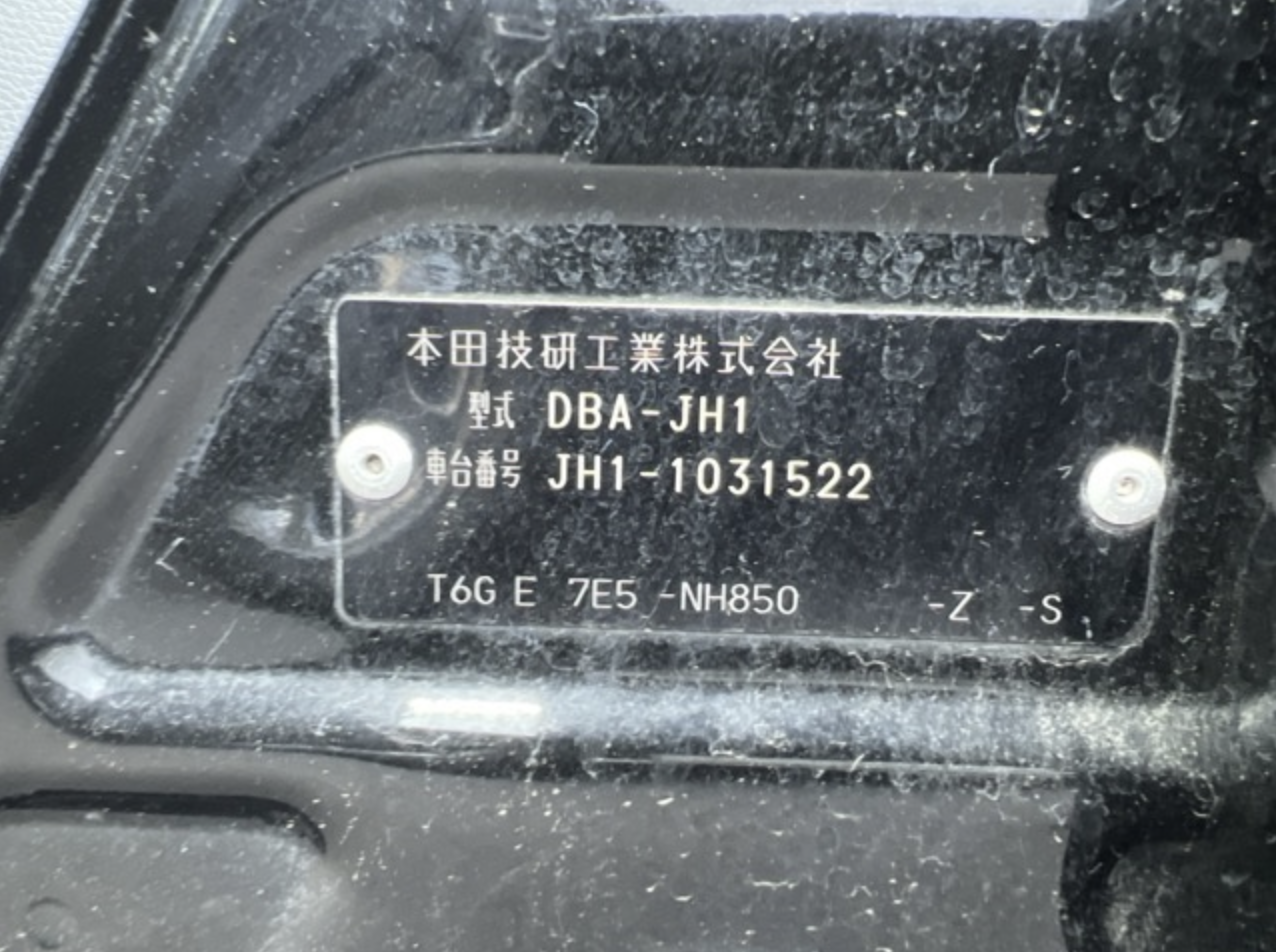 本田技研工業株式会社
型式 DBA-JH1
車台番号 JH1-1031522
T6G E 7E5 -NH850 -Z -S